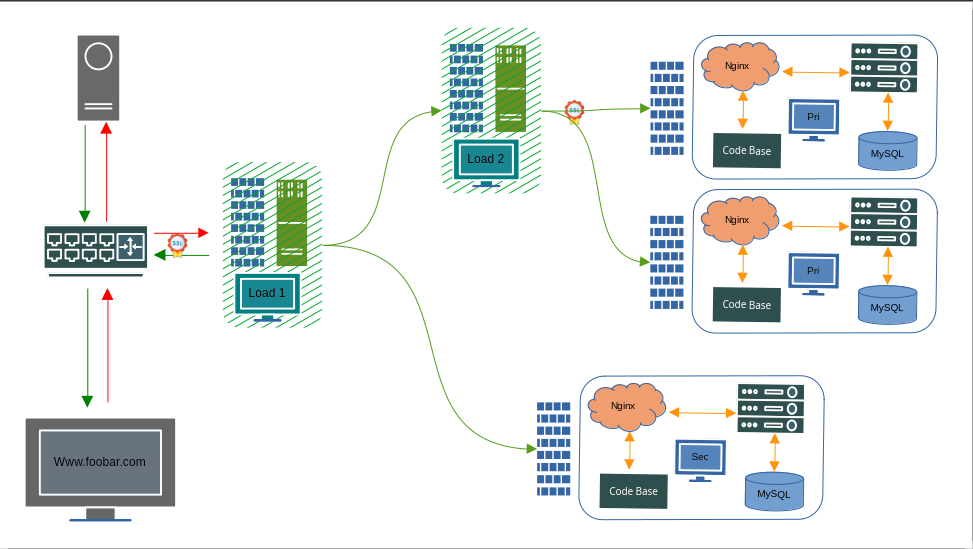 Www.foobar.com
SSL
Load 1
Load 2
SSL
Nginx
Pri
Code Base
MySQL
Nginx
Pri
Code Base
MySQL
Nginx
Sec
Code Base
MySQL